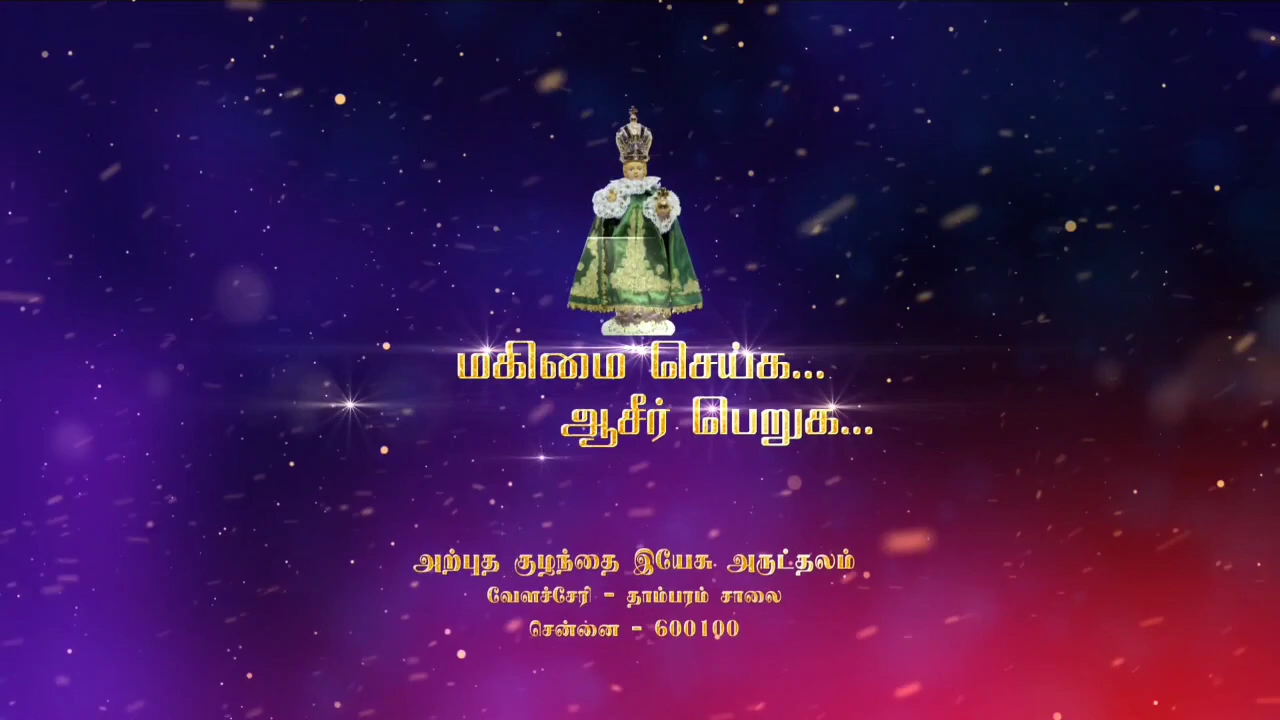 மகிமை செய்க...
ஆசீர் பெறுக...
அற்புத குழந்தை இயேசு அருட்தலம்
வேளச்சேரி - தாம்பரம் சாலை
சென்னை - 600100